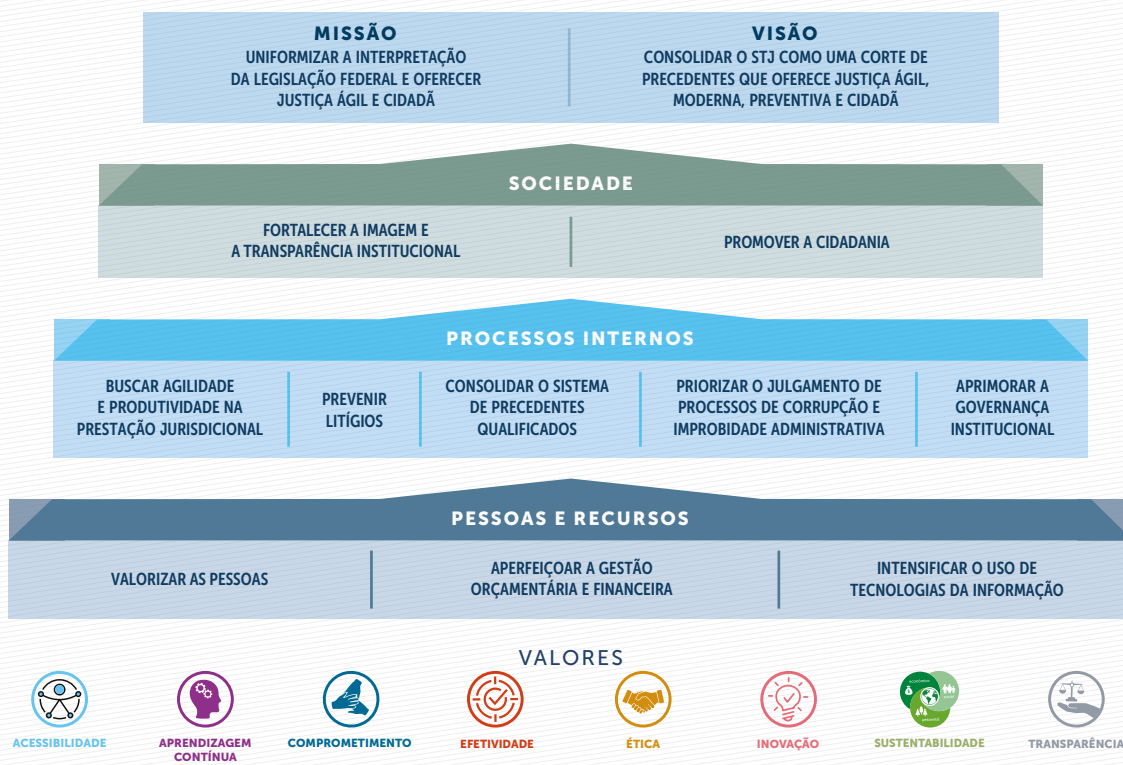 MISSÃO
UNIFORMIZAR A INTERPRETAÇÃO
DA LEGISLAÇÃO FEDERAL E OFERECER
JUSTIÇA ÁGIL E CIDADÃ
VISÃO
CONSOLIDAR O STJ COMO UMA CORTE DE
PRECEDENTES QUE OFERECE JUSTIÇA ÁGIL,
MODERNA, PREVENTIVA E CIDADÃ
SOCIEDADE
FORTALECER A IMAGEM E
A TRANSPARÊNCIA INSTITUCIONAL
PROMOVER A CIDADANIA
PROCESSOS INTERNOS
BUSCAR AGILIDADE
E PRODUTIVIDADE NA
PRESTAÇÃO JURISDICIONAL
PREVENIR
LITÍGIOS
CONSOLIDAR O SISTEMA
DE PRECEDENTES
QUALIFICADOS
PRIORIZAR O JULGAMENTO DE
PROCESSOS DE CORRUPÇÃO E
IMPROBIDADE ADMINISTRATIVA
APRIMORAR A
GOVERNANÇA
INSTITUCIONAL
PESSOAS E RECURSOS
VALORIZAR AS PESSOAS
APERFEIÇOAR A GESTÃO
ORÇAMENTÁRIA E FINANCEIRA
INTENSIFICAR O USO DE
TECNOLOGIAS DA INFORMAÇÃO
VALORES
ACESSIBILIDADE
APRENDIZAGEM
CONTÍNUA
COMPROMETIMENTO
EFETIVIDADE
ÉTICA
INOVAÇÃO
SUSTENTABILIDADE
TRANSPARÊNCIA